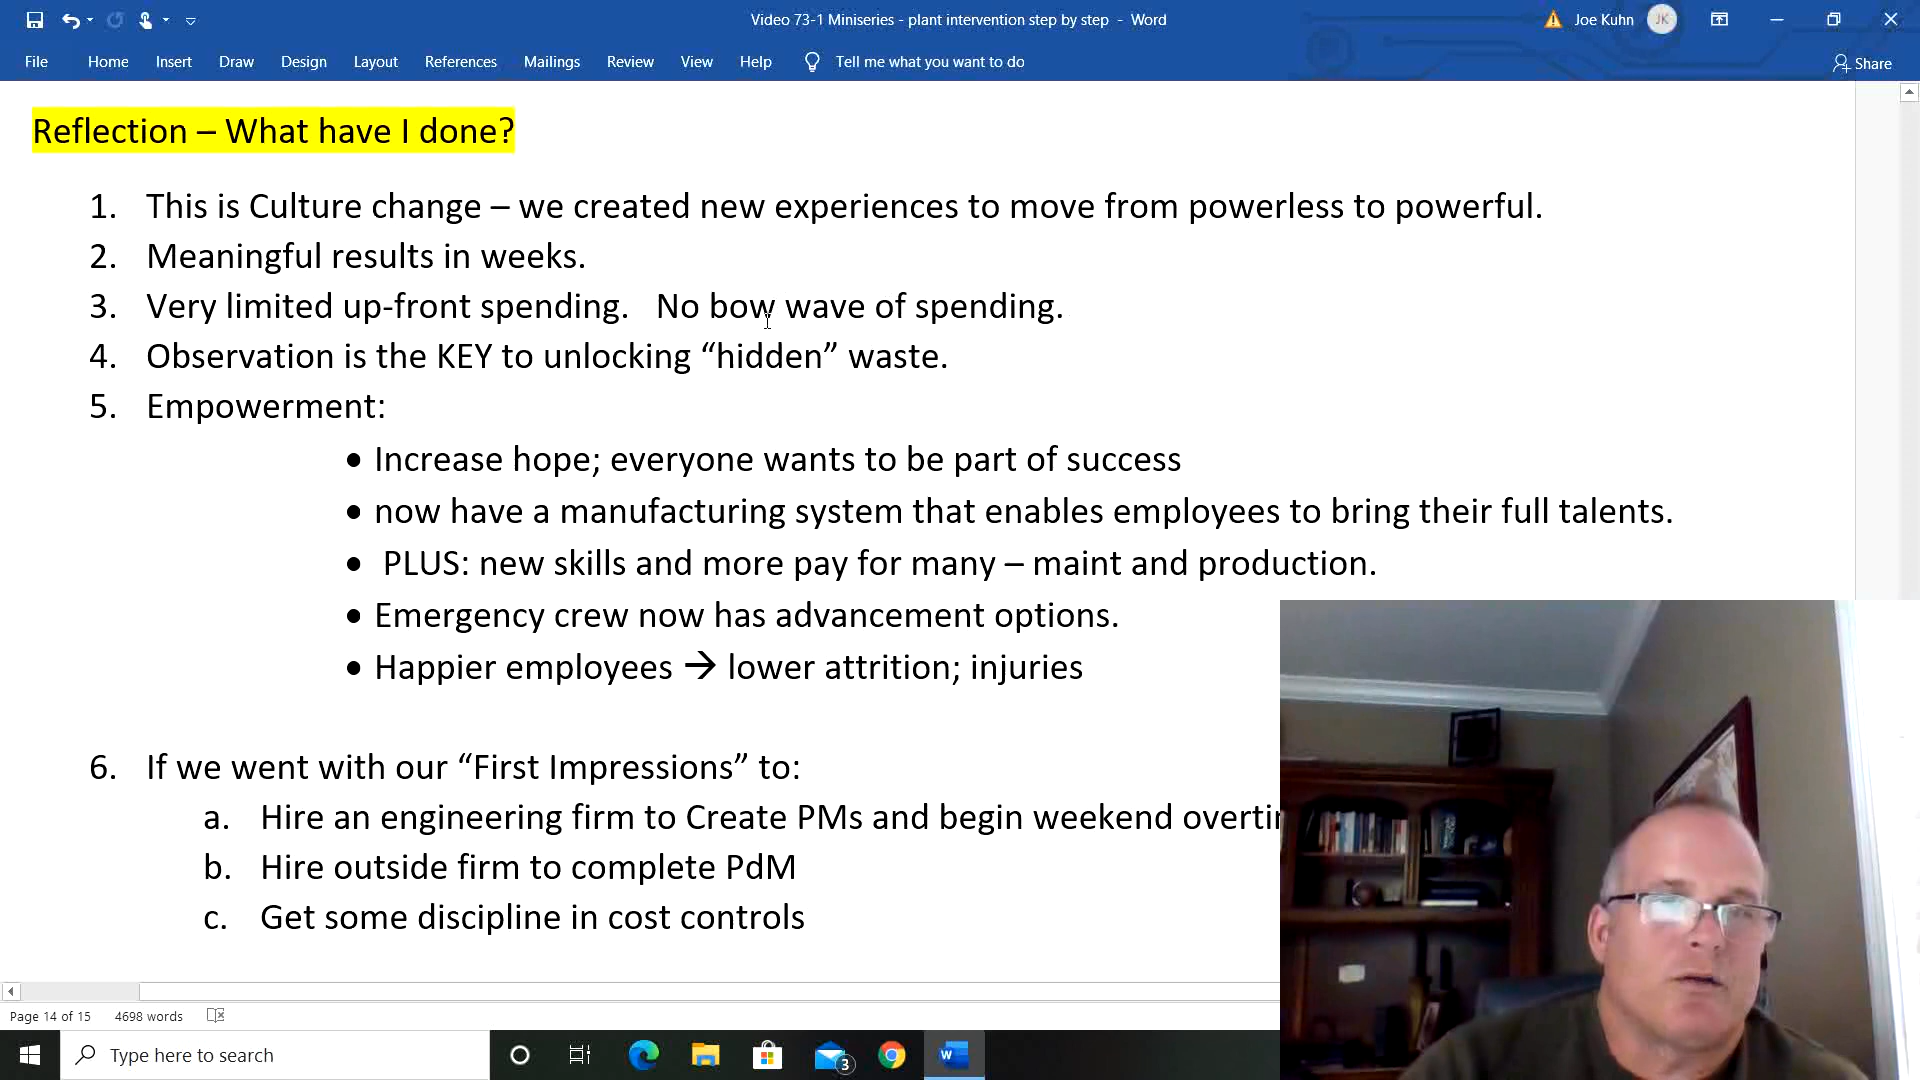 Video 73-1 Miniseries - plant intervention step by step - Word
Joe Kuhn
JK
File Home Insert Draw Design Layout References Mailings Review View Help Tell me what you want to do
Share
Reflection – What have I done?
1. This is Culture change – we created new experiences to move from powerless to powerful.
2. Meaningful results in weeks.
3. Very limited up-front spending. No bow wave of spending.
4. Observation is the KEY to unlocking “hidden” waste.
5. Empowerment:
• Increase hope; everyone wants to be part of success
• now have a manufacturing system that enables employees to bring their full talents.
• PLUS: new skills and more pay for many – maint and production.
• Emergency crew now has advancement options.
• Happier employees → lower attrition; injuries
6. If we went with our “First Impressions” to:
a. Hire an engineering firm to Create PMs and begin weekend
b. Hire outside firm to complete PdM
c. Get some discipline in cost controls
Page 14 of 15 4698 words
Type here to search
3
W